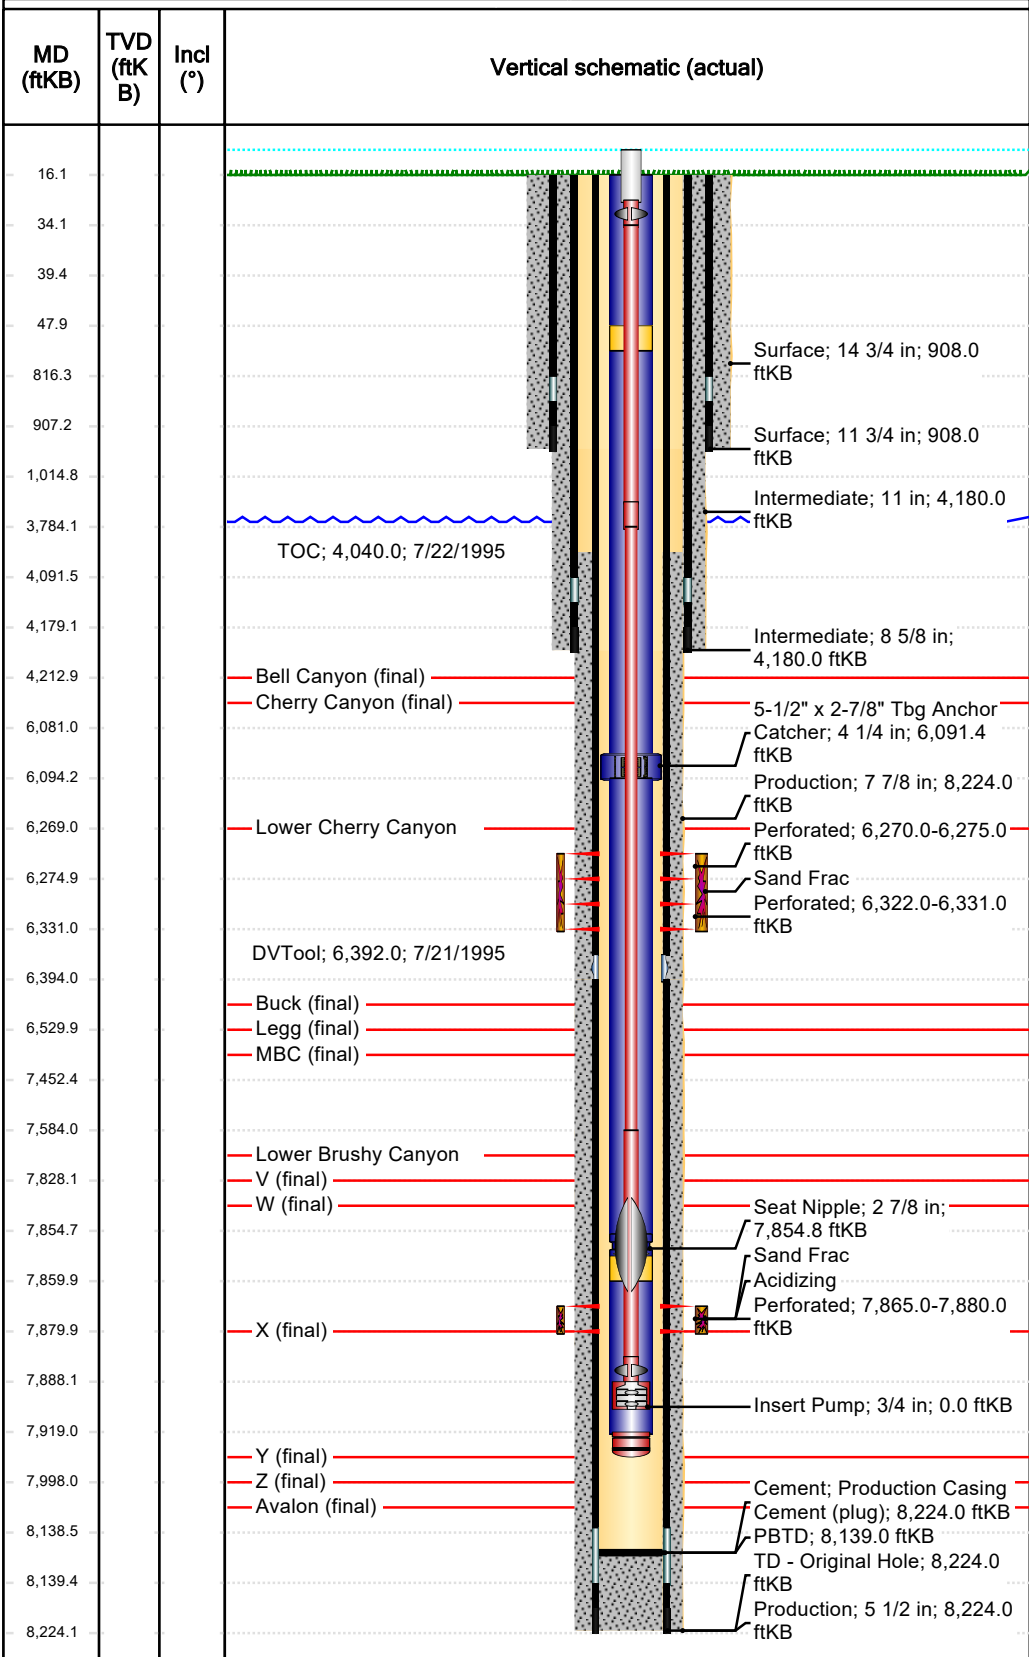 MD (ftKB)
TVD (ftK B)
Incl (°)
Vertical schematic (actual)
16.1
34.1
39.4
47.9
Surface; 14 3/4 in; 908.0
ftKB
816.3
907.2
Surface; 11 3/4 in; 908.0
ftKB
1,014.8
Intermediate; 11 in; 4,180.0
ftKB
3,784.1
TOC; 4,040.0; 7/22/1995
4,091.5
4,179.1
Intermediate; 8 5/8 in;
4,180.0 ftKB
4,212.9
Bell Canyon (final)
Cherry Canyon (final)
5-1/2" x 2-7/8" Tbg Anchor
Catcher; 4 1/4 in; 6,091.4
ftKB
6,081.0
6,094.2
Production; 7 7/8 in; 8,224.0
ftKB
6,269.0
Lower Cherry Canyon
Perforated; 6,270.0-6,275.0
ftKB
6,274.9
Sand Frac
Perforated; 6,322.0-6,331.0
ftKB
6,331.0
DVTool; 6,392.0; 7/21/1995
6,394.0
Buck (final)
6,529.9
Legg (final)
MBC (final)
7,452.4
7,584.0
Lower Brushy Canyon
7,828.1
V (final)
W (final)
Seat Nipple; 2 7/8 in;
7,854.8 ftKB
7,854.7
Sand Frac
7,859.9
Acidizing
Perforated; 7,865.0-7,880.0
ftKB
7,879.9
X (final)
7,888.1
Insert Pump; 3/4 in; 0.0 ftKB
7,919.0
Y (final)
7,998.0
Z (final)
Avalon (final)
Cement; Production Casing
Cement (plug); 8,224.0 ftKB
8,138.5
PBTD; 8,139.0 ftKB
TD - Original Hole; 8,224.0
ftKB
8,139.4
Production; 5 1/2 in; 8,224.0
ftKB
8,224.1